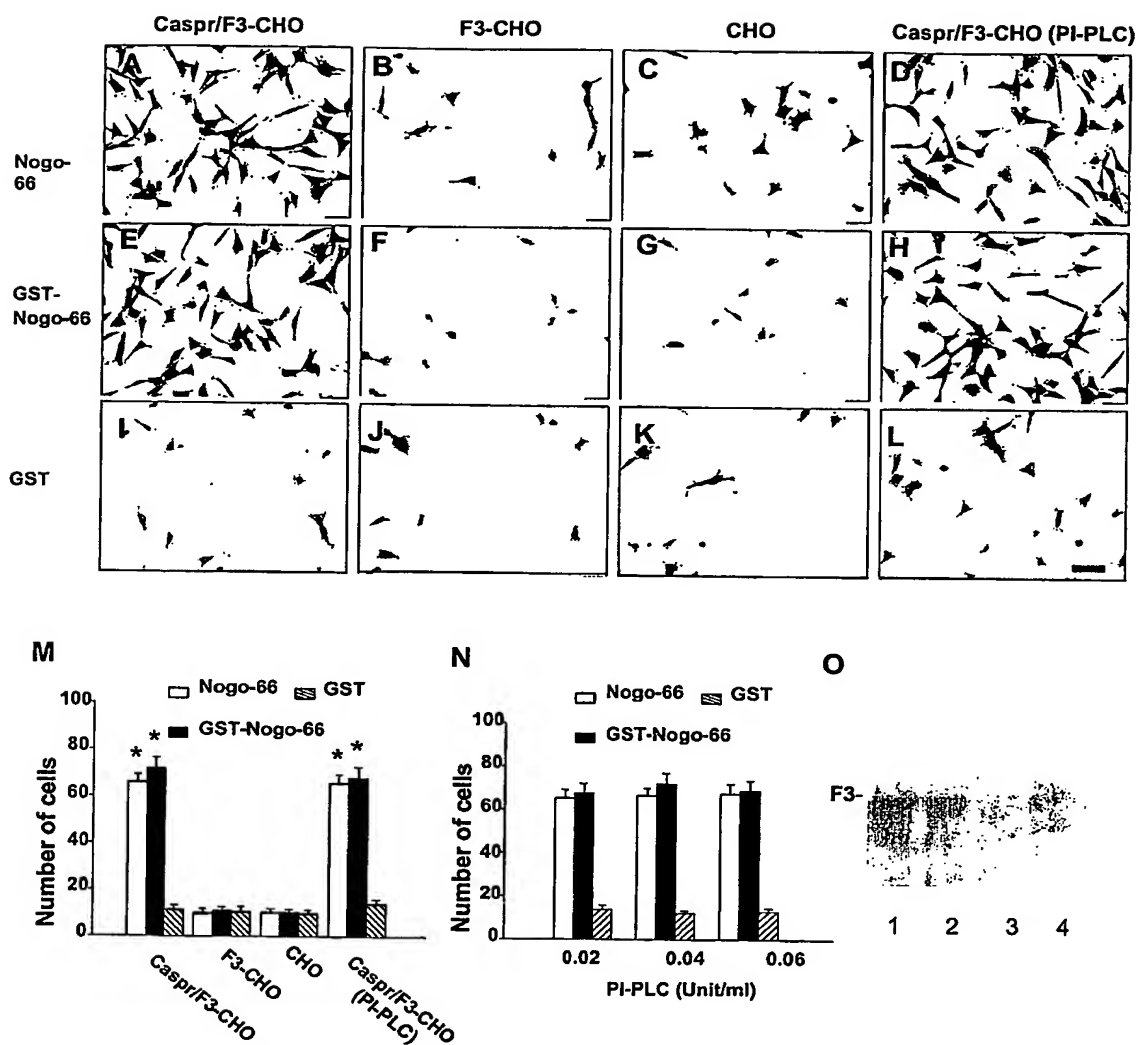 Caspr/F3-CHO F3-CHO CHO Caspr/F3-CHO (PI-PLC)
A B C D
Nogo-
66
E F G H
GST-
Nogo-66
I J K L
GST
M
Nogo-66 GST
GST-Nogo-66
Number of cells
100
80
60
40
20
0
* * * *
Caspr/F3-CHO
F3-CHO
CHO
Caspr/F3-CHO
(PI-PLC)
N
Nogo-66 GST
GST-Nogo-66
Number of cells
100
80
60
40
20
0
0.02 0.04 0.06
PI-PLC (Unit/ml)
O
F3-
1 2 3 4